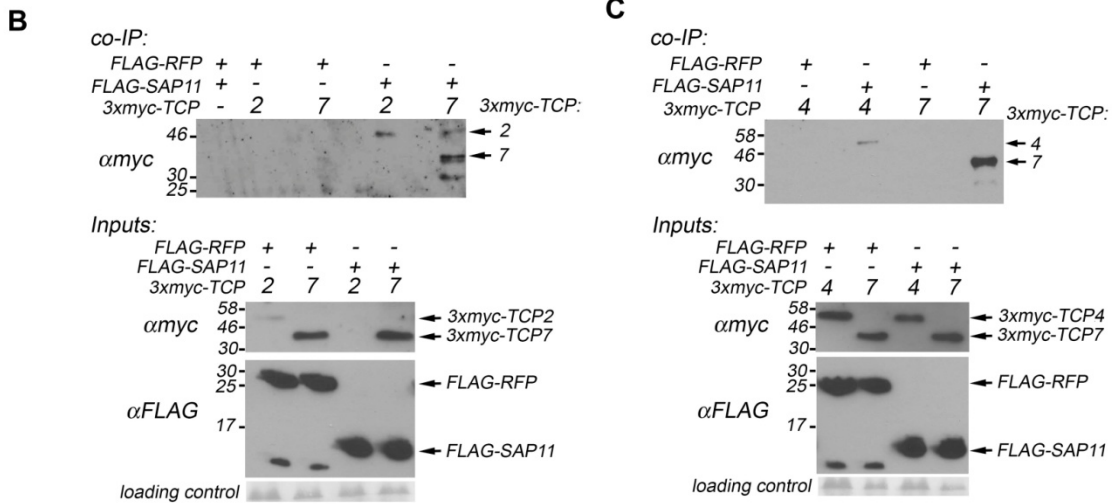 B
co-IP:
FLAG-RFP + + + - -
FLAG-SAP11 + - - + +
3xmyc-TCP - 2 7 2 7 3xmyc-TCP:
46
30
25
αmyc
2
7
Inputs:
FLAG-RFP + + - -
FLAG-SAP11 - - + +
3xmyc-TCP 2 7 2 7
58
46
30
αmyc
3xmyc-TCP2
3xmyc-TCP7
30
25
17
αFLAG
FLAG-RFP
FLAG-SAP11
loading control
C
co-IP:
FLAG-RFP + - + -
FLAG-SAP11 - + - +
3xmyc-TCP 4 4 7 7 3xmyc-TCP:
58
46
30
αmyc
4
7
Inputs:
FLAG-RFP + + - -
FLAG-SAP11 - - + +
3xmyc-TCP 4 7 4 7
58
46
30
αmyc
3xmyc-TCP4
3xmyc-TCP7
30
25
17
αFLAG
FLAG-RFP
FLAG-SAP11
loading control